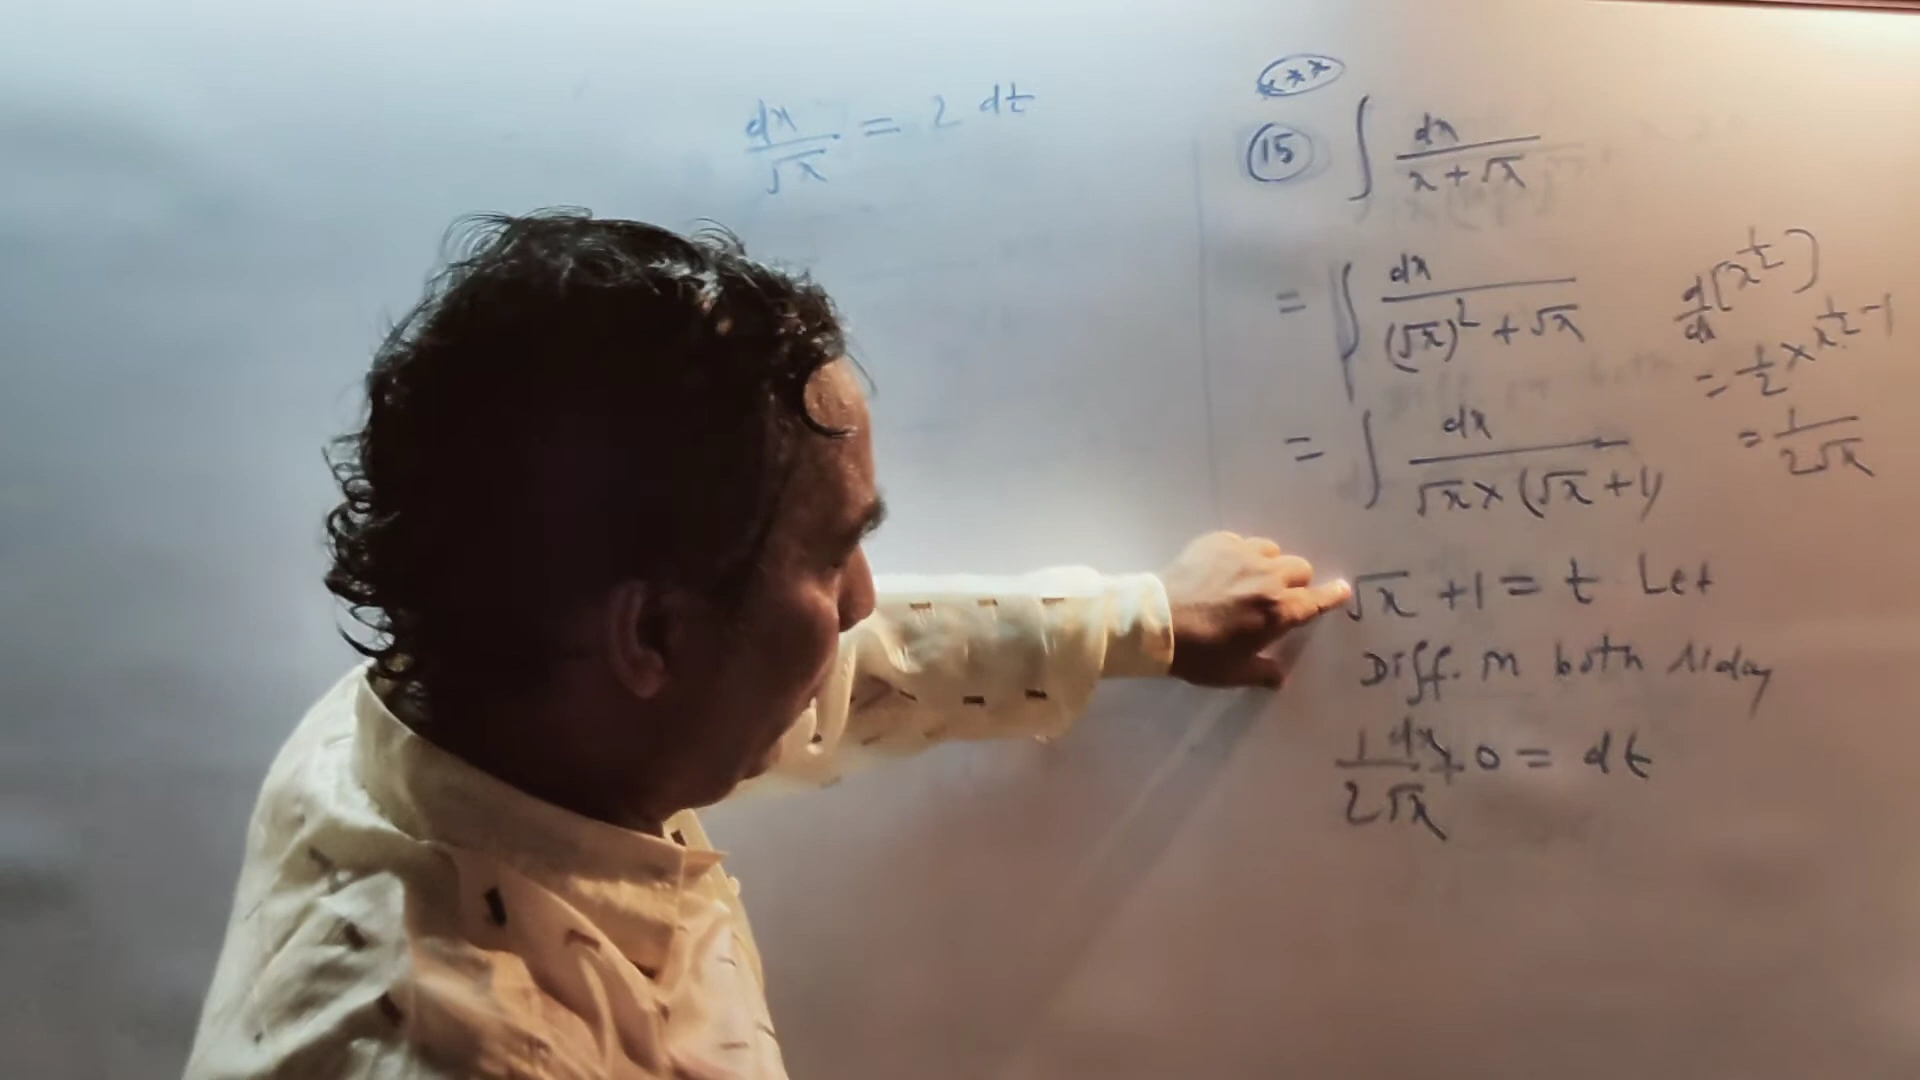 dx/√x = 2 dt
***
(15) ∫ dx/(x + √x)
= ∫ dx/((√x)² + √x)
= ∫ dx/(√x × (√x + 1)
√x + 1 = t Let
Diff. on both sides
1 dx/2√x + 0 = dt
d/dx (x^½)
= ½ × x^(½ - 1)
= 1/2√x